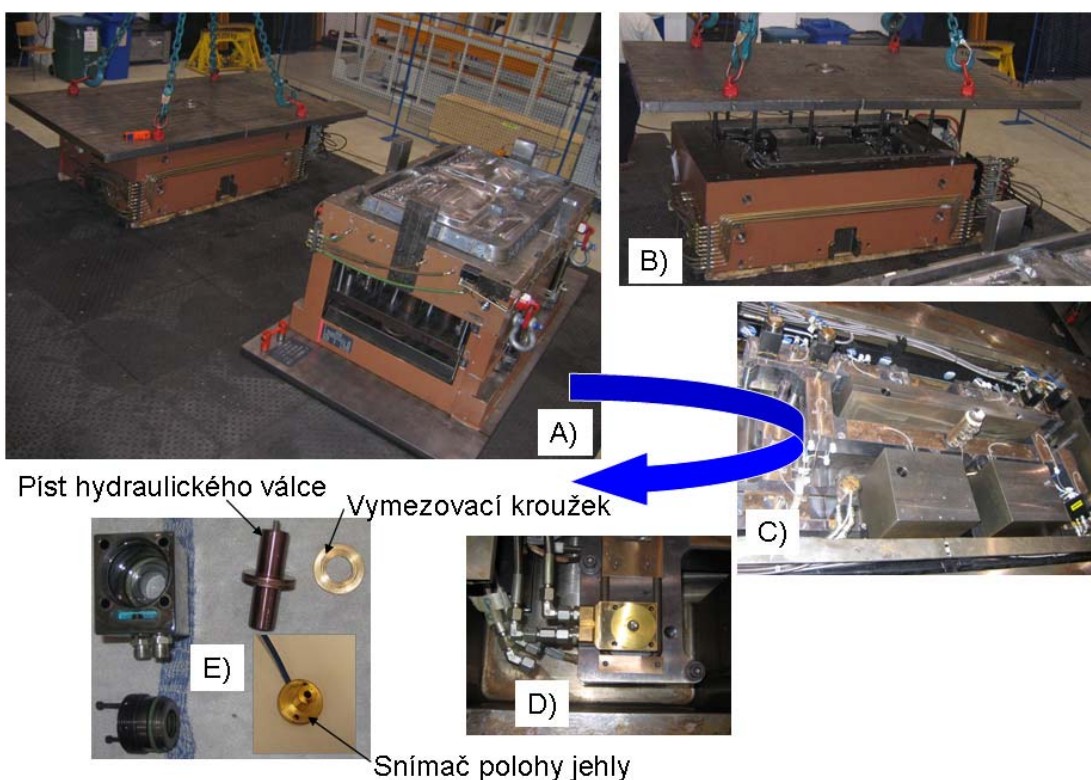 A)
B)
C)
Píst hydraulického válce
Vymezovací kroužek
E)
D)
Snímač polohy jehly